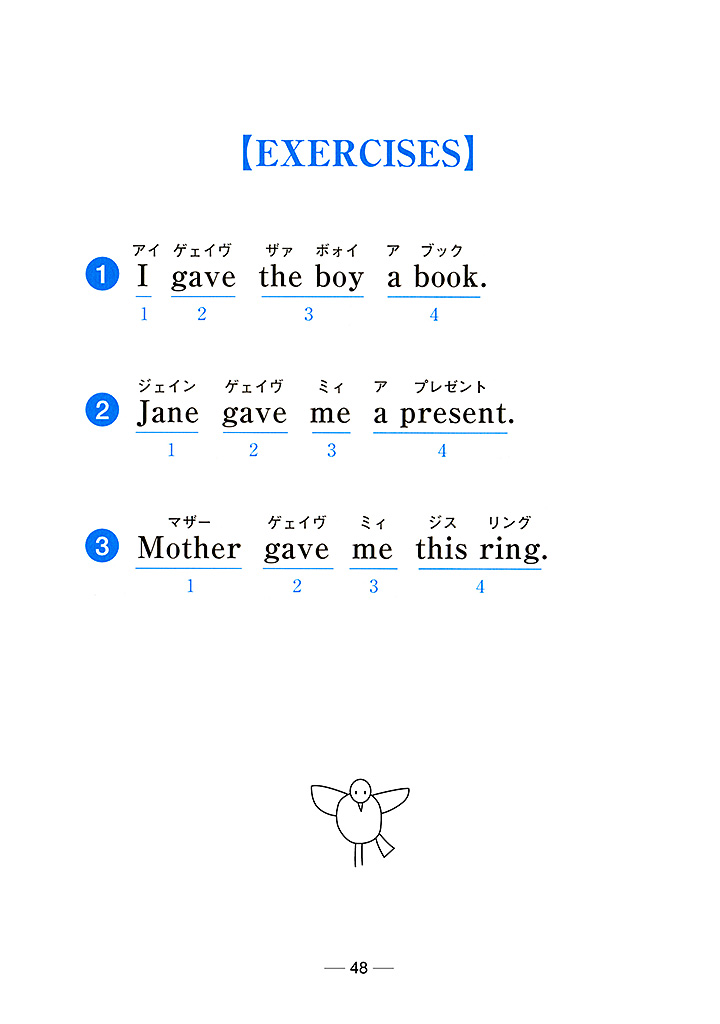 【EXERCISES】
アイ ゲェイヴ ザァ ボォイ ア ブック
1 I gave the boy a book.
1 2 3 4
ジェイン ゲェイヴ ミィ ア プレゼント
2 Jane gave me a present.
1 2 3 4
マザー ゲェイヴ ミィ ジス リング
3 Mother gave me this ring.
1 2 3 4
— 48 —